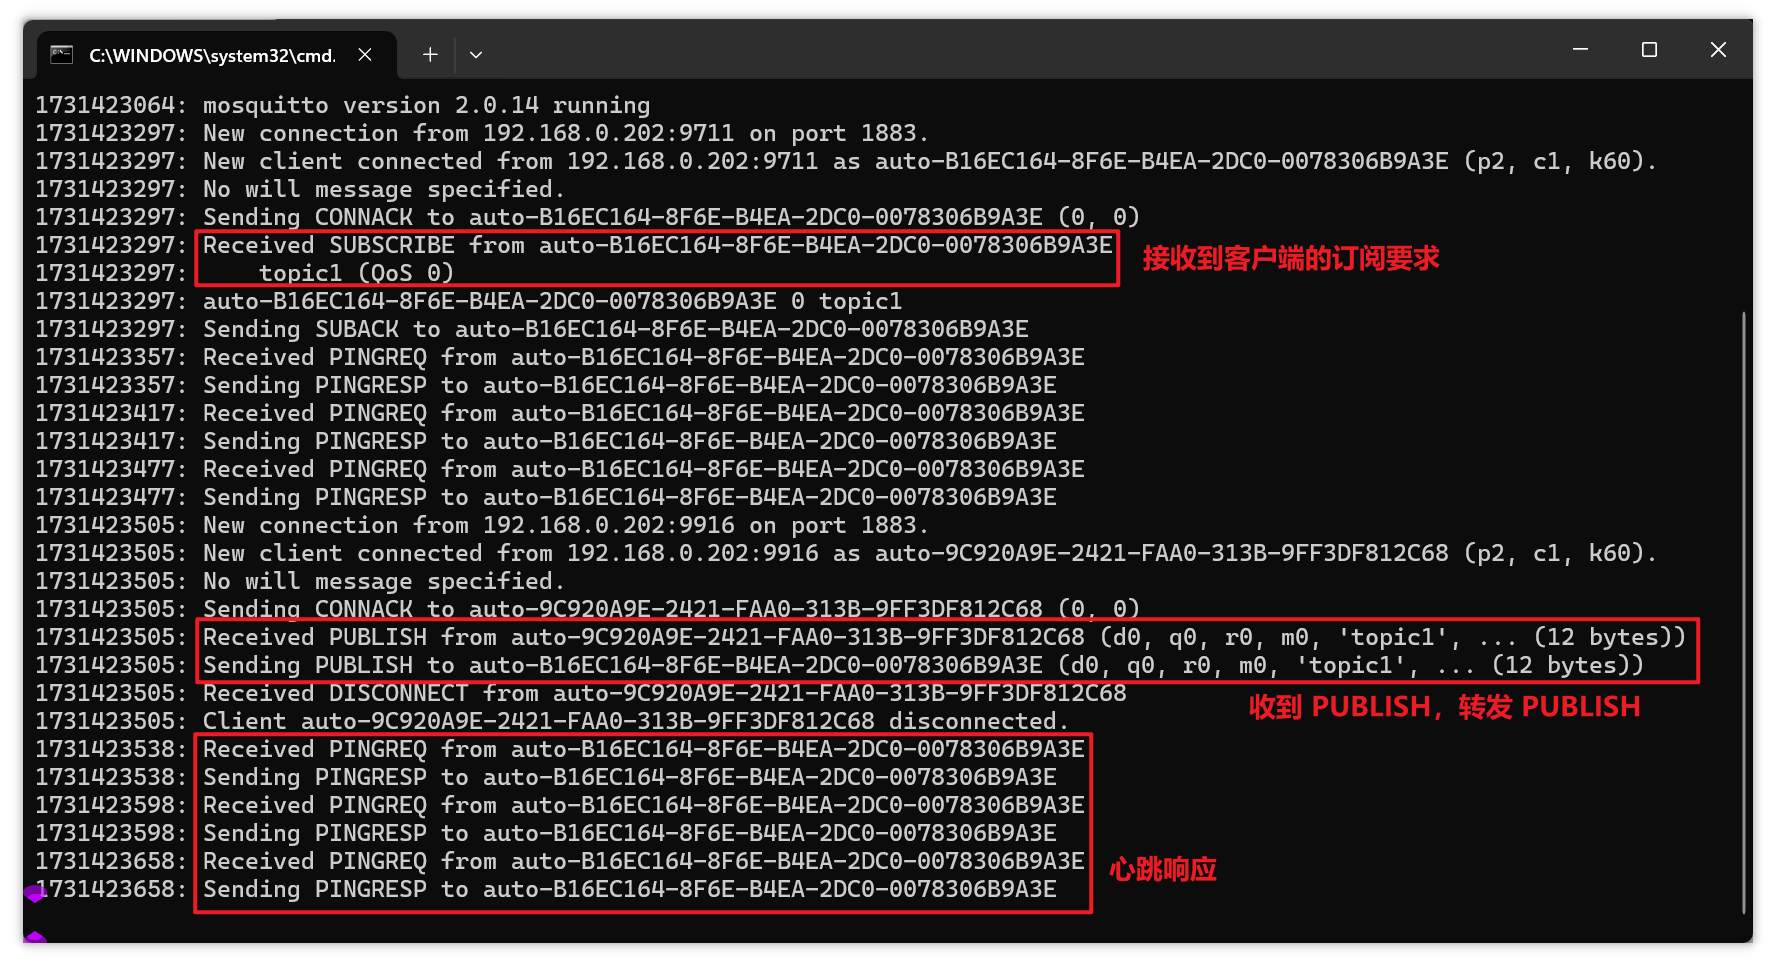 C:\WINDOWS\system32\cmd.
1731423064: mosquitto version 2.0.14 running
1731423297: New connection from 192.168.0.202:9711 on port 1883.
1731423297: New client connected from 192.168.0.202:9711 as auto-B16EC164-8F6E-B4EA-2DC0-0078306B9A3E (p2, c1, k60).
1731423297: No will message specified.
1731423297: Sending CONNACK to auto-B16EC164-8F6E-B4EA-2DC0-0078306B9A3E (0, 0)
1731423297: Received SUBSCRIBE from auto-B16EC164-8F6E-B4EA-2DC0-0078306B9A3E
接收到客户端的订阅要求
1731423297:     topic1 (QoS 0)
1731423297: auto-B16EC164-8F6E-B4EA-2DC0-0078306B9A3E 0 topic1
1731423297: Sending SUBACK to auto-B16EC164-8F6E-B4EA-2DC0-0078306B9A3E
1731423357: Received PINGREQ from auto-B16EC164-8F6E-B4EA-2DC0-0078306B9A3E
1731423357: Sending PINGRESP to auto-B16EC164-8F6E-B4EA-2DC0-0078306B9A3E
1731423417: Received PINGREQ from auto-B16EC164-8F6E-B4EA-2DC0-0078306B9A3E
1731423417: Sending PINGRESP to auto-B16EC164-8F6E-B4EA-2DC0-0078306B9A3E
1731423477: Received PINGREQ from auto-B16EC164-8F6E-B4EA-2DC0-0078306B9A3E
1731423477: Sending PINGRESP to auto-B16EC164-8F6E-B4EA-2DC0-0078306B9A3E
1731423505: New connection from 192.168.0.202:9916 on port 1883.
1731423505: New client connected from 192.168.0.202:9916 as auto-9C920A9E-2421-FAA0-313B-9FF3DF812C68 (p2, c1, k60).
1731423505: No will message specified.
1731423505: Sending CONNACK to auto-9C920A9E-2421-FAA0-313B-9FF3DF812C68 (0, 0)
1731423505: Received PUBLISH from auto-9C920A9E-2421-FAA0-313B-9FF3DF812C68 (d0, q0, r0, m0, 'topic1', ... (12 bytes))
1731423505: Sending PUBLISH to auto-B16EC164-8F6E-B4EA-2DC0-0078306B9A3E (d0, q0, r0, m0, 'topic1', ... (12 bytes))
1731423505: Received DISCONNECT from auto-9C920A9E-2421-FAA0-313B-9FF3DF812C68
收到 PUBLISH，转发 PUBLISH
1731423505: Client auto-9C920A9E-2421-FAA0-313B-9FF3DF812C68 disconnected.
1731423538: Received PINGREQ from auto-B16EC164-8F6E-B4EA-2DC0-0078306B9A3E
1731423538: Sending PINGRESP to auto-B16EC164-8F6E-B4EA-2DC0-0078306B9A3E
1731423598: Received PINGREQ from auto-B16EC164-8F6E-B4EA-2DC0-0078306B9A3E
1731423598: Sending PINGRESP to auto-B16EC164-8F6E-B4EA-2DC0-0078306B9A3E
1731423658: Received PINGREQ from auto-B16EC164-8F6E-B4EA-2DC0-0078306B9A3E
心跳响应
1731423658: Sending PINGRESP to auto-B16EC164-8F6E-B4EA-2DC0-0078306B9A3E